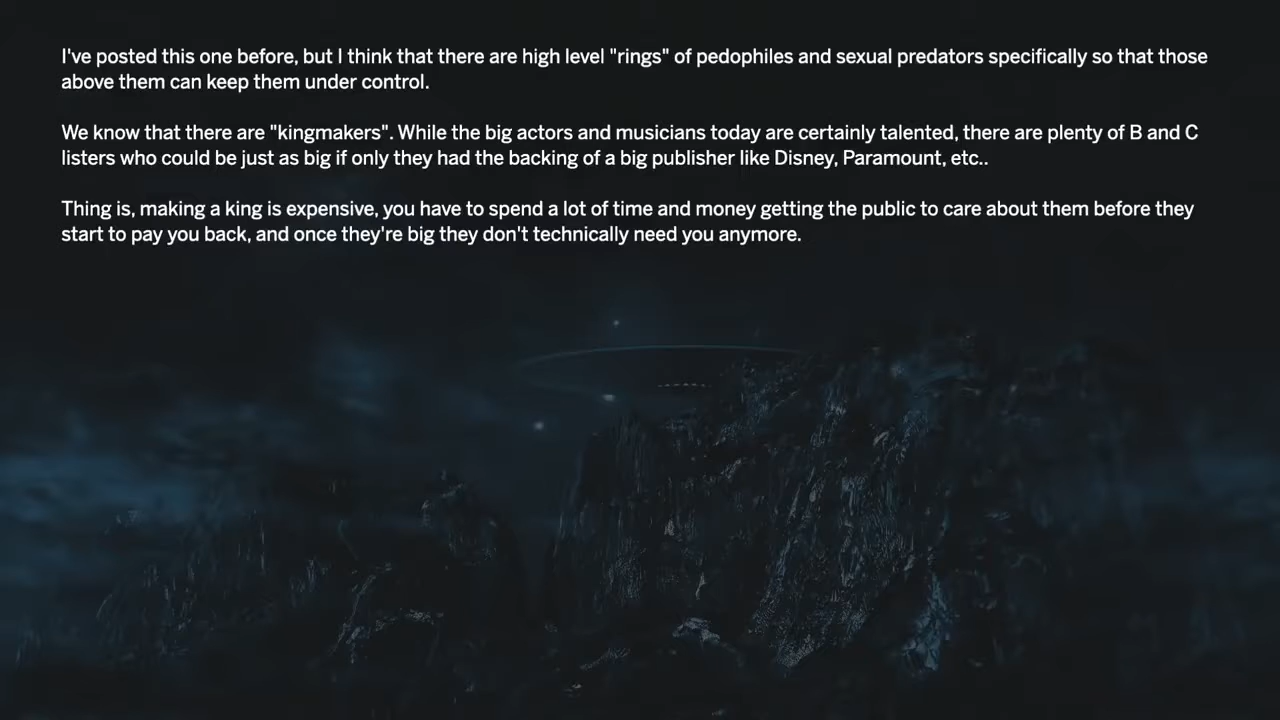 I've posted this one before, but I think that there are high level "rings" of pedophiles and sexual predators specifically so that those
above them can keep them under control.
We know that there are "kingmakers". While the big actors and musicians today are certainly talented, there are plenty of B and C
listers who could be just as big if only they had the backing of a big publisher like Disney, Paramount, etc..
Thing is, making a king is expensive, you have to spend a lot of time and money getting the public to care about them before they
start to pay you back, and once they're big they don't technically need you anymore.